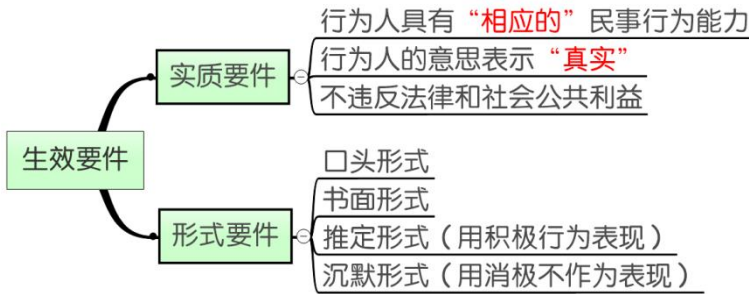 生效要件
实质要件
行为人具有“相应的”民事行为能力
行为人的意思表示“真实”
不违反法律和社会公共利益
形式要件
口头形式
书面形式
推定形式（用积极行为表现）
沉默形式（用消极不作为表现）